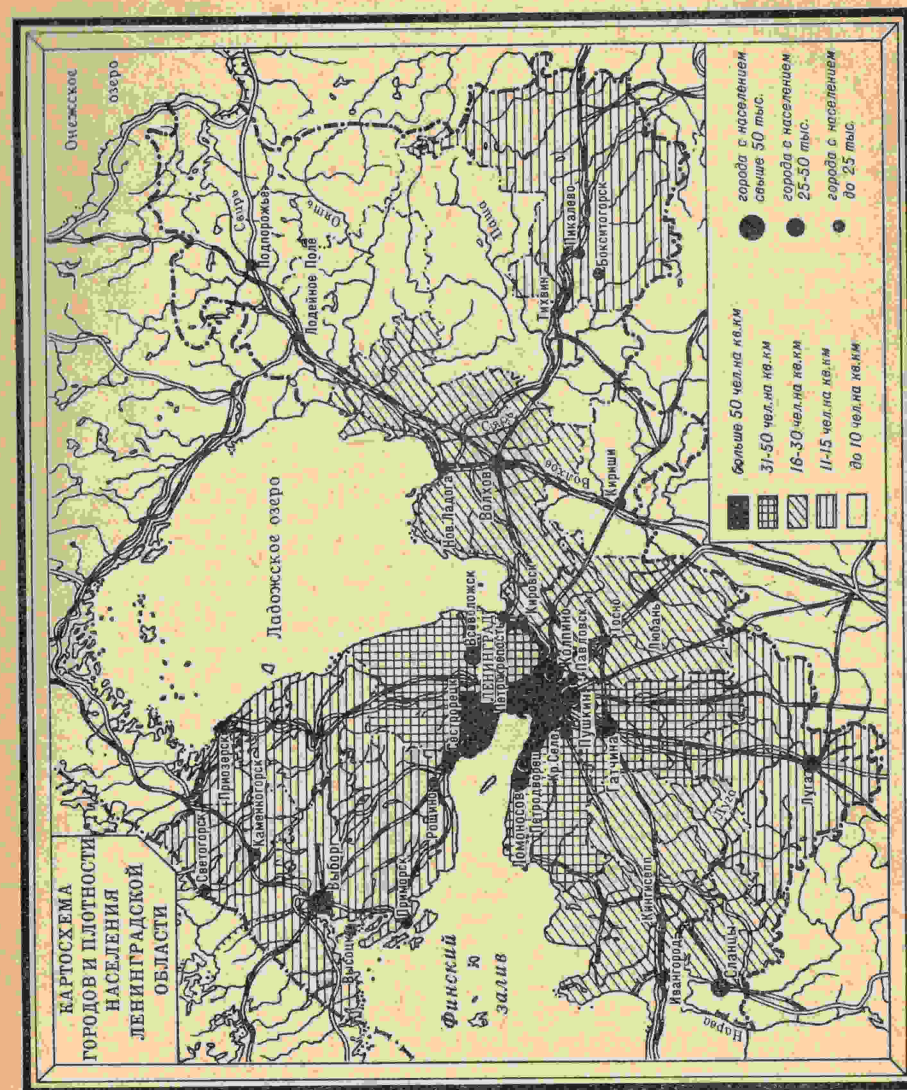 КАРТОСХЕМА
ГОРОДОВ И ПЛОТНОСТИ
НАСЕЛЕНИЯ
ЛЕНИНГРАДСКОЙ
ОБЛАСТИ
Онежское
озеро
Свирь
Подпорожье
Оять
Лодейное Поле
Паша
Ладожское озеро
Светогорск
Приозерск
Каменногорск
Выборг
Высоцк
Приморск
Рощино
Сестрорецк
Всеволожск
ЛЕНИНГРАД
Петрокрепость
Кировск
Нов.Ладога
Волхов
Сясь
Волхов
Тихвин
Пикалево
Бокситогорск
Кириши
Финский
залив
Ломоносов
Петродворец
Кр.Село
Колпино
Пушкин
Павловск
Тосно
Любань
Гатчина
Кингисепп
Ивангород
Сланцы
Нарва
Луга
Луга
больше 50 чел.на кв.км
31-50 чел.на кв.км
16-30 чел.на кв.км
11-15 чел.на кв.км
до 10 чел.на кв.км
города с населением
свыше 50 тыс.
города с населением
25-50 тыс.
города с населением
до 25 тыс.